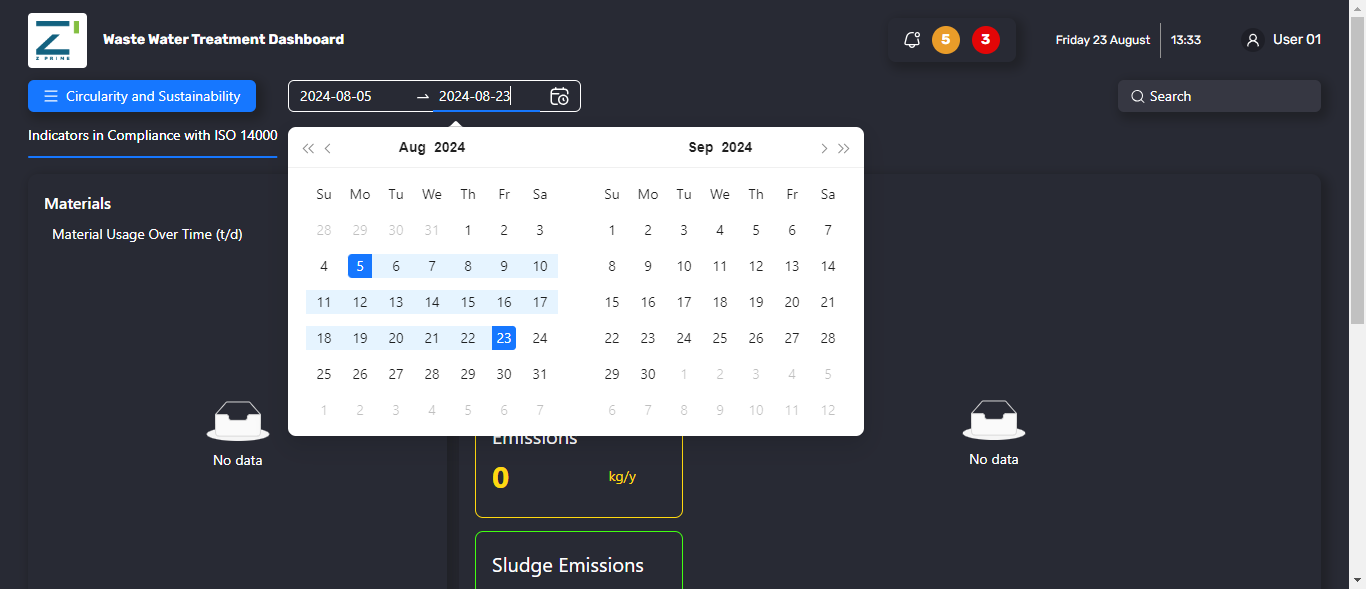 Z PRIME
Waste Water Treatment Dashboard
5
3
Friday 23 August
13:33
User 01
Circularity and Sustainability
2024-08-05 → 2024-08-23
Search
Indicators in Compliance with ISO 14000
Aug 2024
Su Mo Tu We Th Fr Sa
28 29 30 31 1 2 3
4 5 6 7 8 9 10
11 12 13 14 15 16 17
18 19 20 21 22 23 24
25 26 27 28 29 30 31
1 2 3 4 5 6 7
Sep 2024
Su Mo Tu We Th Fr Sa
1 2 3 4 5 6 7
8 9 10 11 12 13 14
15 16 17 18 19 20 21
22 23 24 25 26 27 28
29 30 1 2 3 4 5
6 7 8 9 10 11 12
Materials
Material Usage Over Time (t/d)
No data
Emissions
0 kg/y
Sludge Emissions
No data